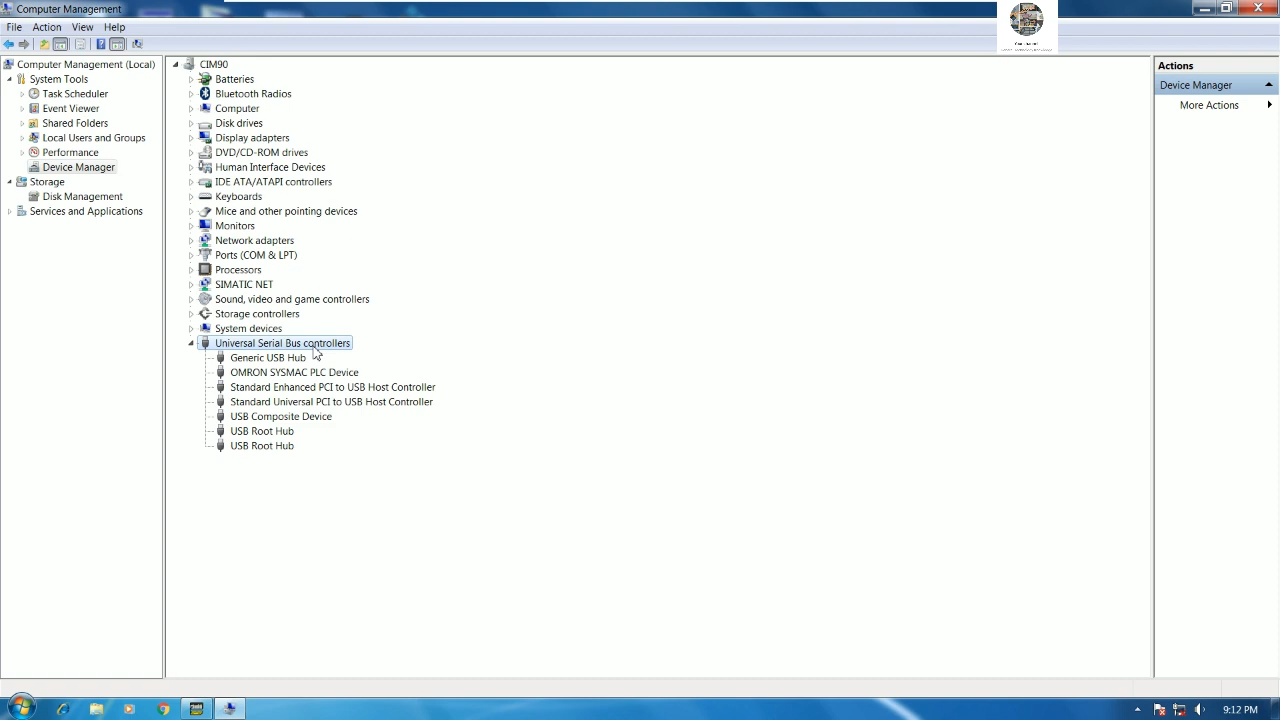 Computer Management
File Action View Help
Computer Management (Local)
System Tools
Task Scheduler
Event Viewer
Shared Folders
Local Users and Groups
Performance
Device Manager
Storage
Disk Management
Services and Applications
CIM90
Batteries
Bluetooth Radios
Computer
Disk drives
Display adapters
DVD/CD-ROM drives
Human Interface Devices
IDE ATA/ATAPI controllers
Keyboards
Mice and other pointing devices
Monitors
Network adapters
Ports (COM & LPT)
Processors
SIMATIC NET
Sound, video and game controllers
Storage controllers
System devices
Universal Serial Bus controllers
Generic USB Hub
OMRON SYSMAC PLC Device
Standard Enhanced PCI to USB Host Controller
Standard Universal PCI to USB Host Controller
USB Composite Device
USB Root Hub
USB Root Hub
Actions
Device Manager
More Actions
9:12 PM